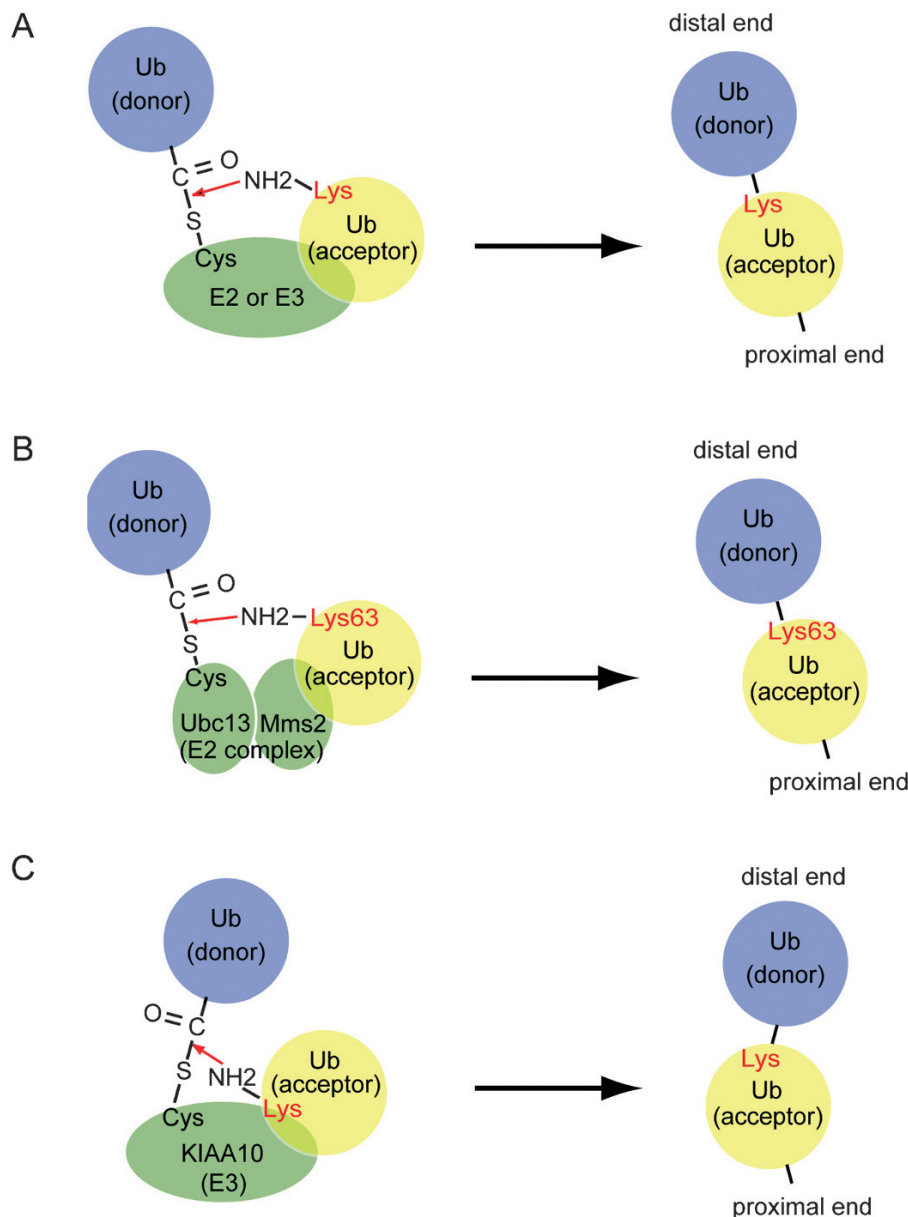 A
distal end
Ub
(donor)
C = O
NH2
Lys
S
Cys
Ub
(acceptor)
E2 or E3
Ub
(donor)
Lys
Ub
(acceptor)
proximal end
B
distal end
Ub
(donor)
C = O
NH2
Lys63
S
Cys
Ub
(acceptor)
Ubc13 Mms2
(E2 complex)
Ub
(donor)
Lys63
Ub
(acceptor)
proximal end
C
distal end
Ub
(donor)
O = C
S
NH2
Cys
Lys
Ub
(acceptor)
KIAA10
(E3)
Ub
(donor)
Lys
Ub
(acceptor)
proximal end